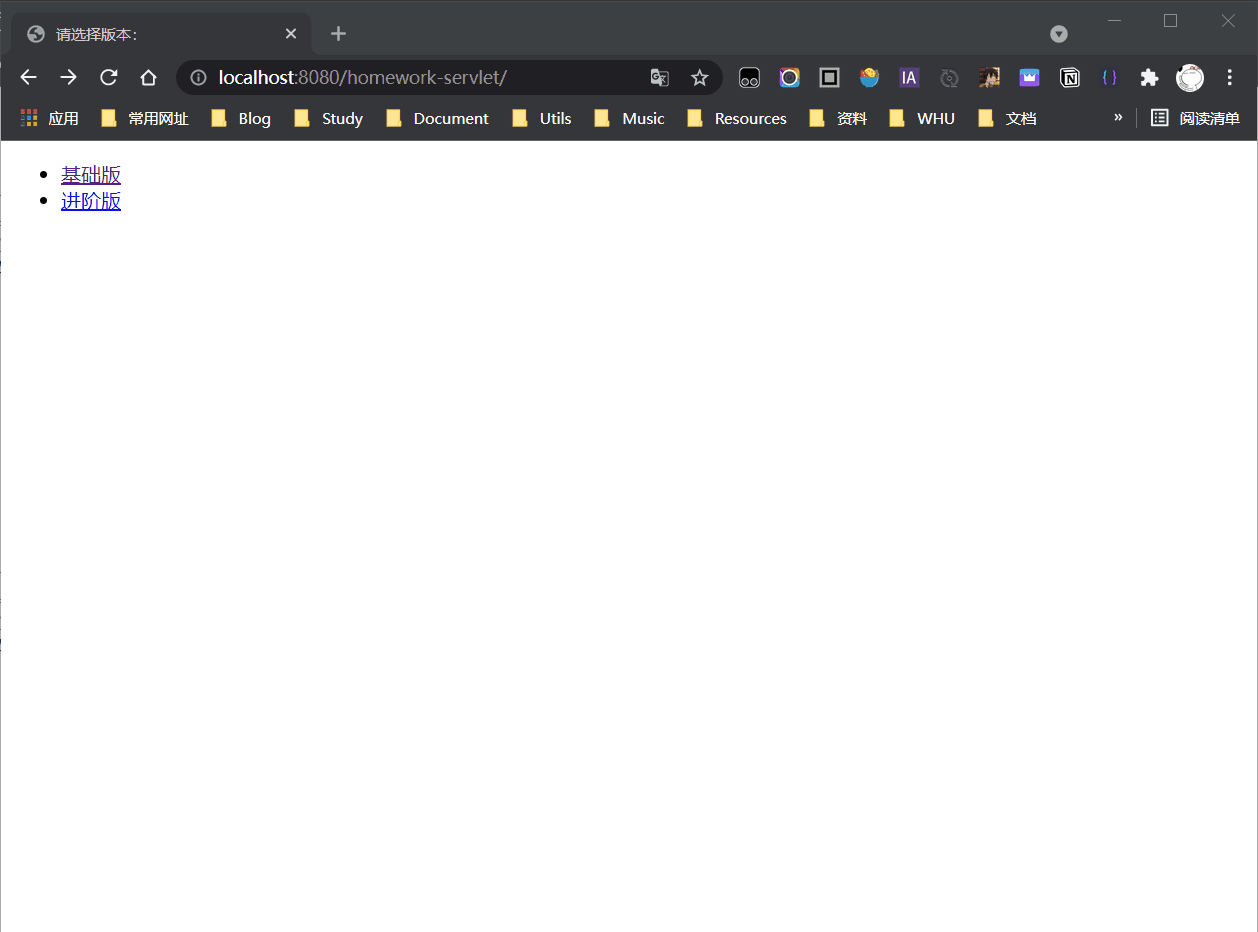 请选择版本：
localhost:8080/homework-servlet/
IA
应用 常用网址 Blog Study Document Utils Music Resources 资料 WHU 文档 » 阅读清单
基础版
进阶版